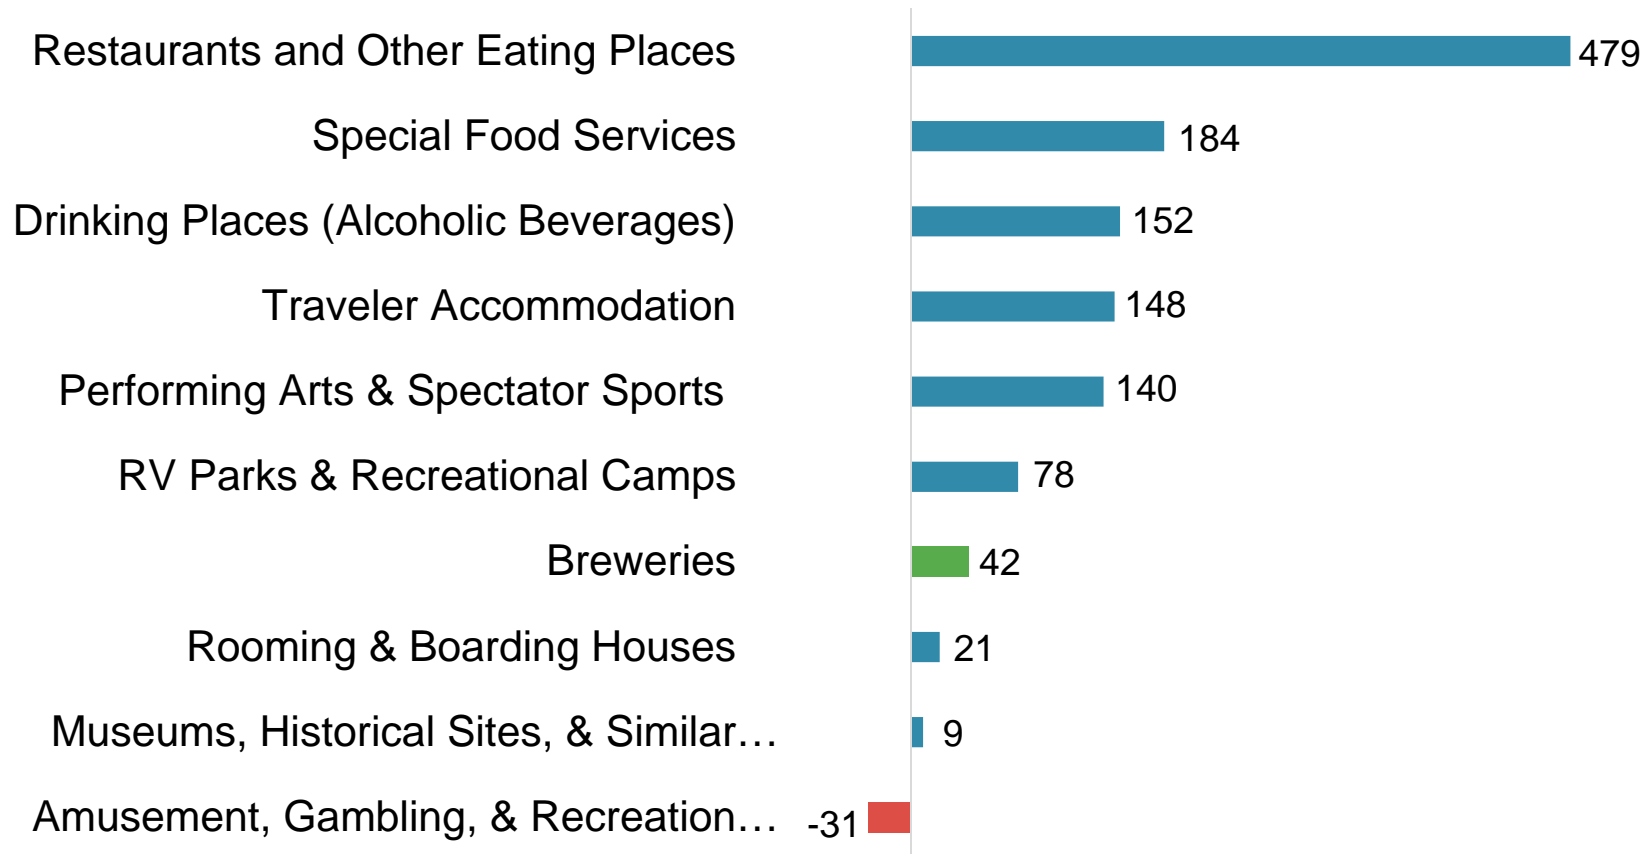 Restaurants and Other Eating Places 479
Special Food Services 184
Drinking Places (Alcoholic Beverages) 152
Traveler Accommodation 148
Performing Arts & Spectator Sports 140
RV Parks & Recreational Camps 78
Breweries 42
Rooming & Boarding Houses 21
Museums, Historical Sites, & Similar… 9
Amusement, Gambling, & Recreation… -31